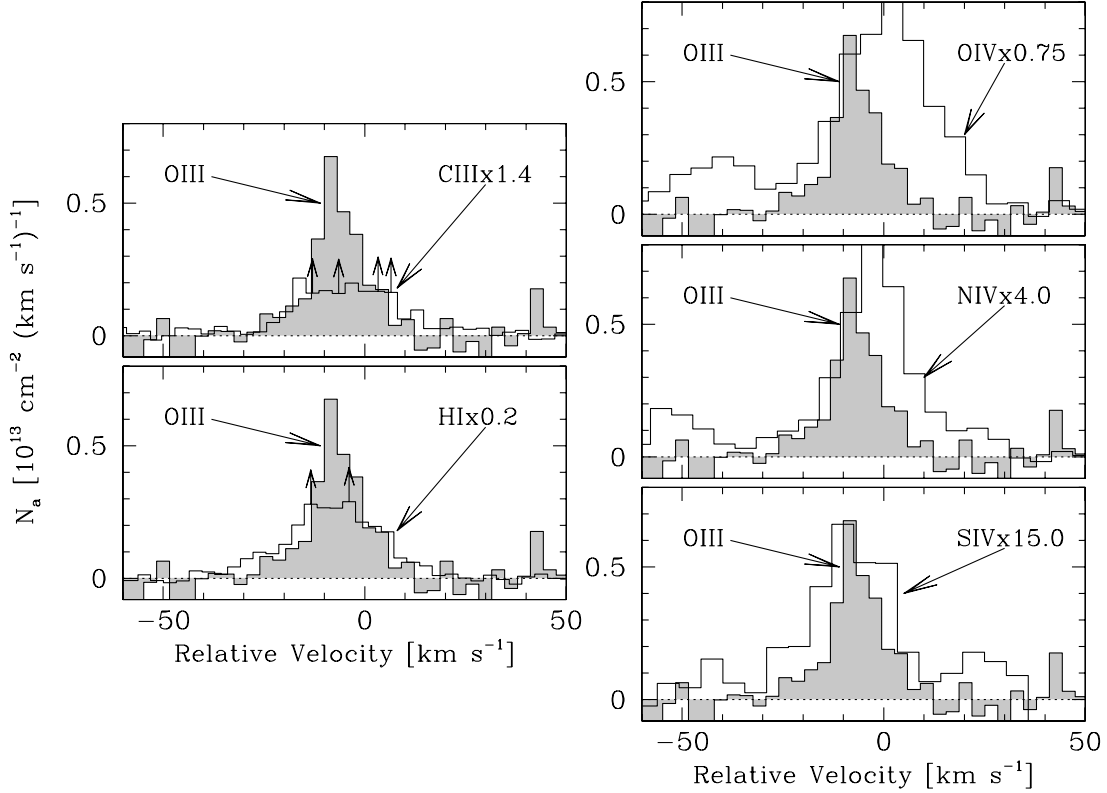 N_a [10^13 cm^−2 (km s^−1)^−1]
OIII
CIIIx1.4
0.5
0
OIII
HIx0.2
0.5
0
−50 0 50
Relative Velocity [km s^−1]
OIII
OIVx0.75
0.5
0
OIII
NIVx4.0
0.5
0
OIII
SIVx15.0
0.5
0
−50 0 50
Relative Velocity [km s^−1]